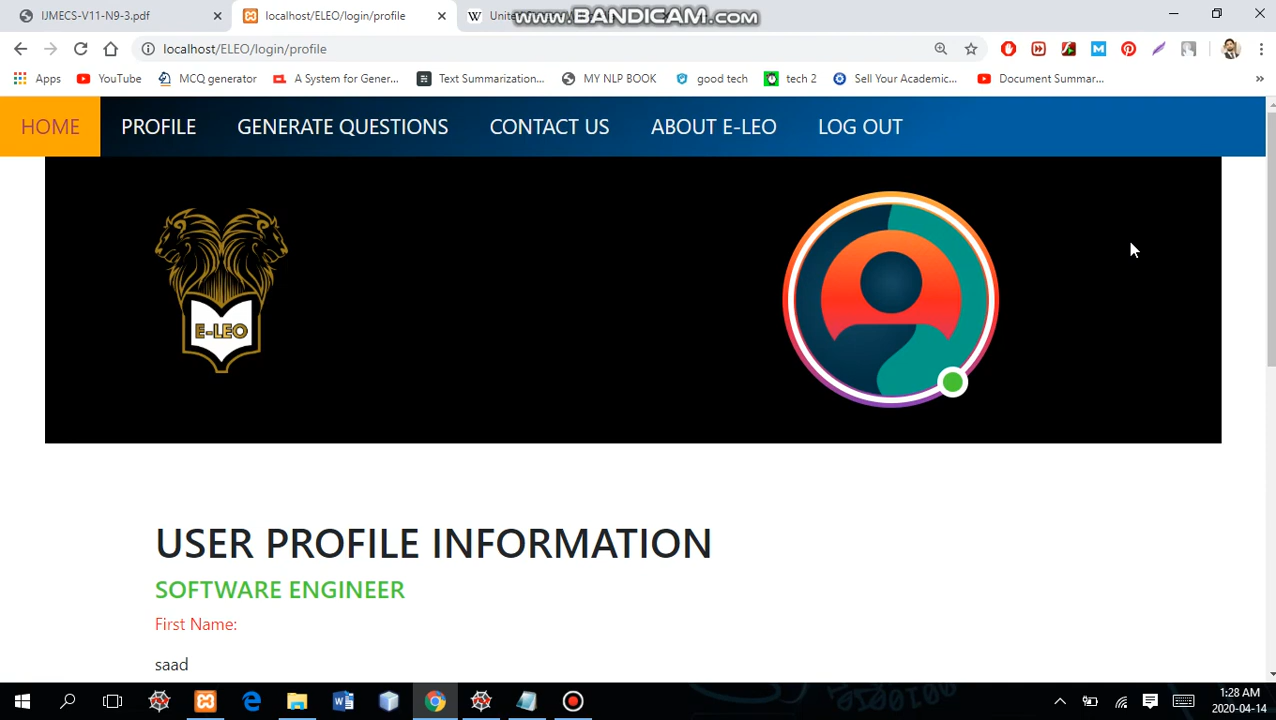 IJMECS-V11-N9-3.pdf
localhost/ELEO/login/profile
Unite
www.BANDICAM.com
localhost/ELEO/login/profile
Apps
YouTube
MCQ generator
A System for Gener...
Text Summarization...
MY NLP BOOK
good tech
tech 2
Sell Your Academic...
Document Summar...
»
HOME
PROFILE
GENERATE QUESTIONS
CONTACT US
ABOUT E-LEO
LOG OUT
E-LEO
USER PROFILE INFORMATION
SOFTWARE ENGINEER
First Name:
saad
1:28 AM
2020-04-14